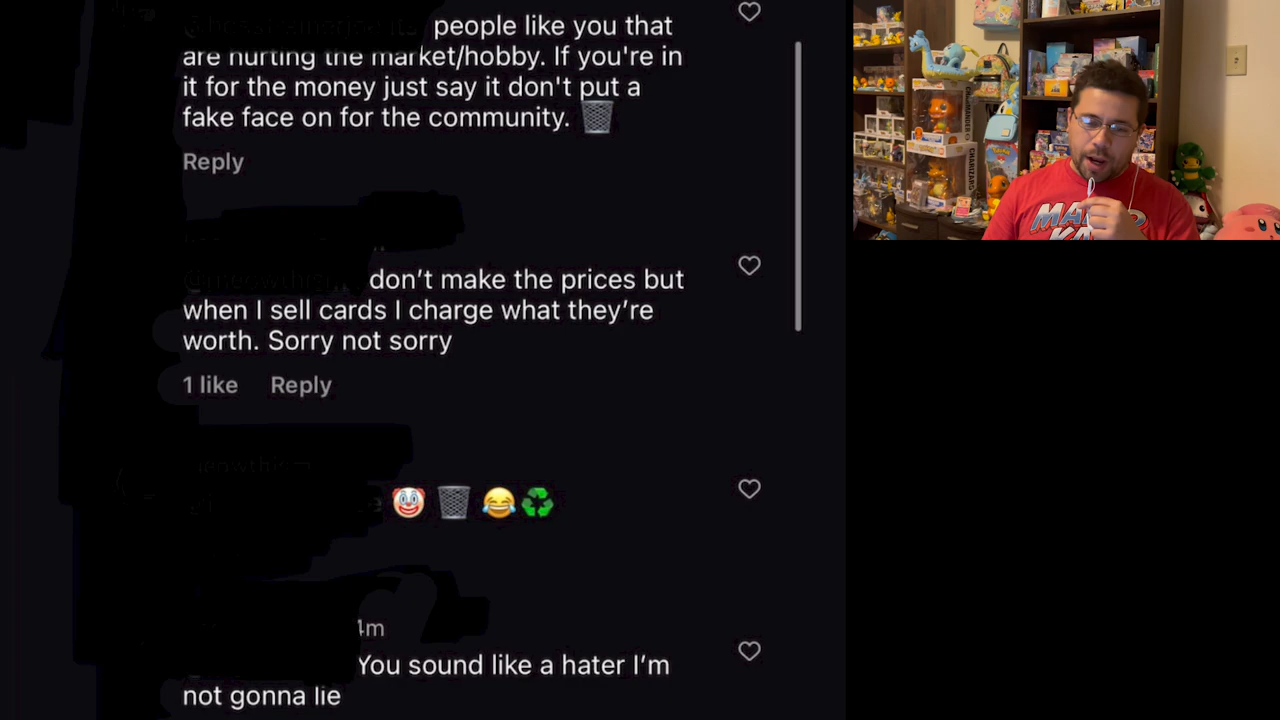 people like you that
are hurting the market/hobby. If you're in
it for the money just say it don't put a
fake face on for the community. 🗑️
Reply
don't make the prices but
when I sell cards I charge what they're
worth. Sorry not sorry
1 like Reply
🤡 🗑️ 😂 ♻️
4m
You sound like a hater I'm
not gonna lie
CHARIZARD